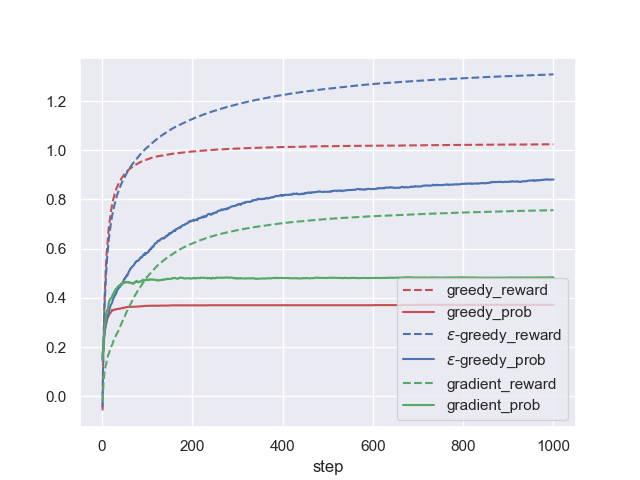 1.2
1.0
0.8
0.6
0.4
0.2
0.0
greedy_reward
greedy_prob
ε-greedy_reward
ε-greedy_prob
gradient_reward
gradient_prob
0 200 400 600 800 1000
step